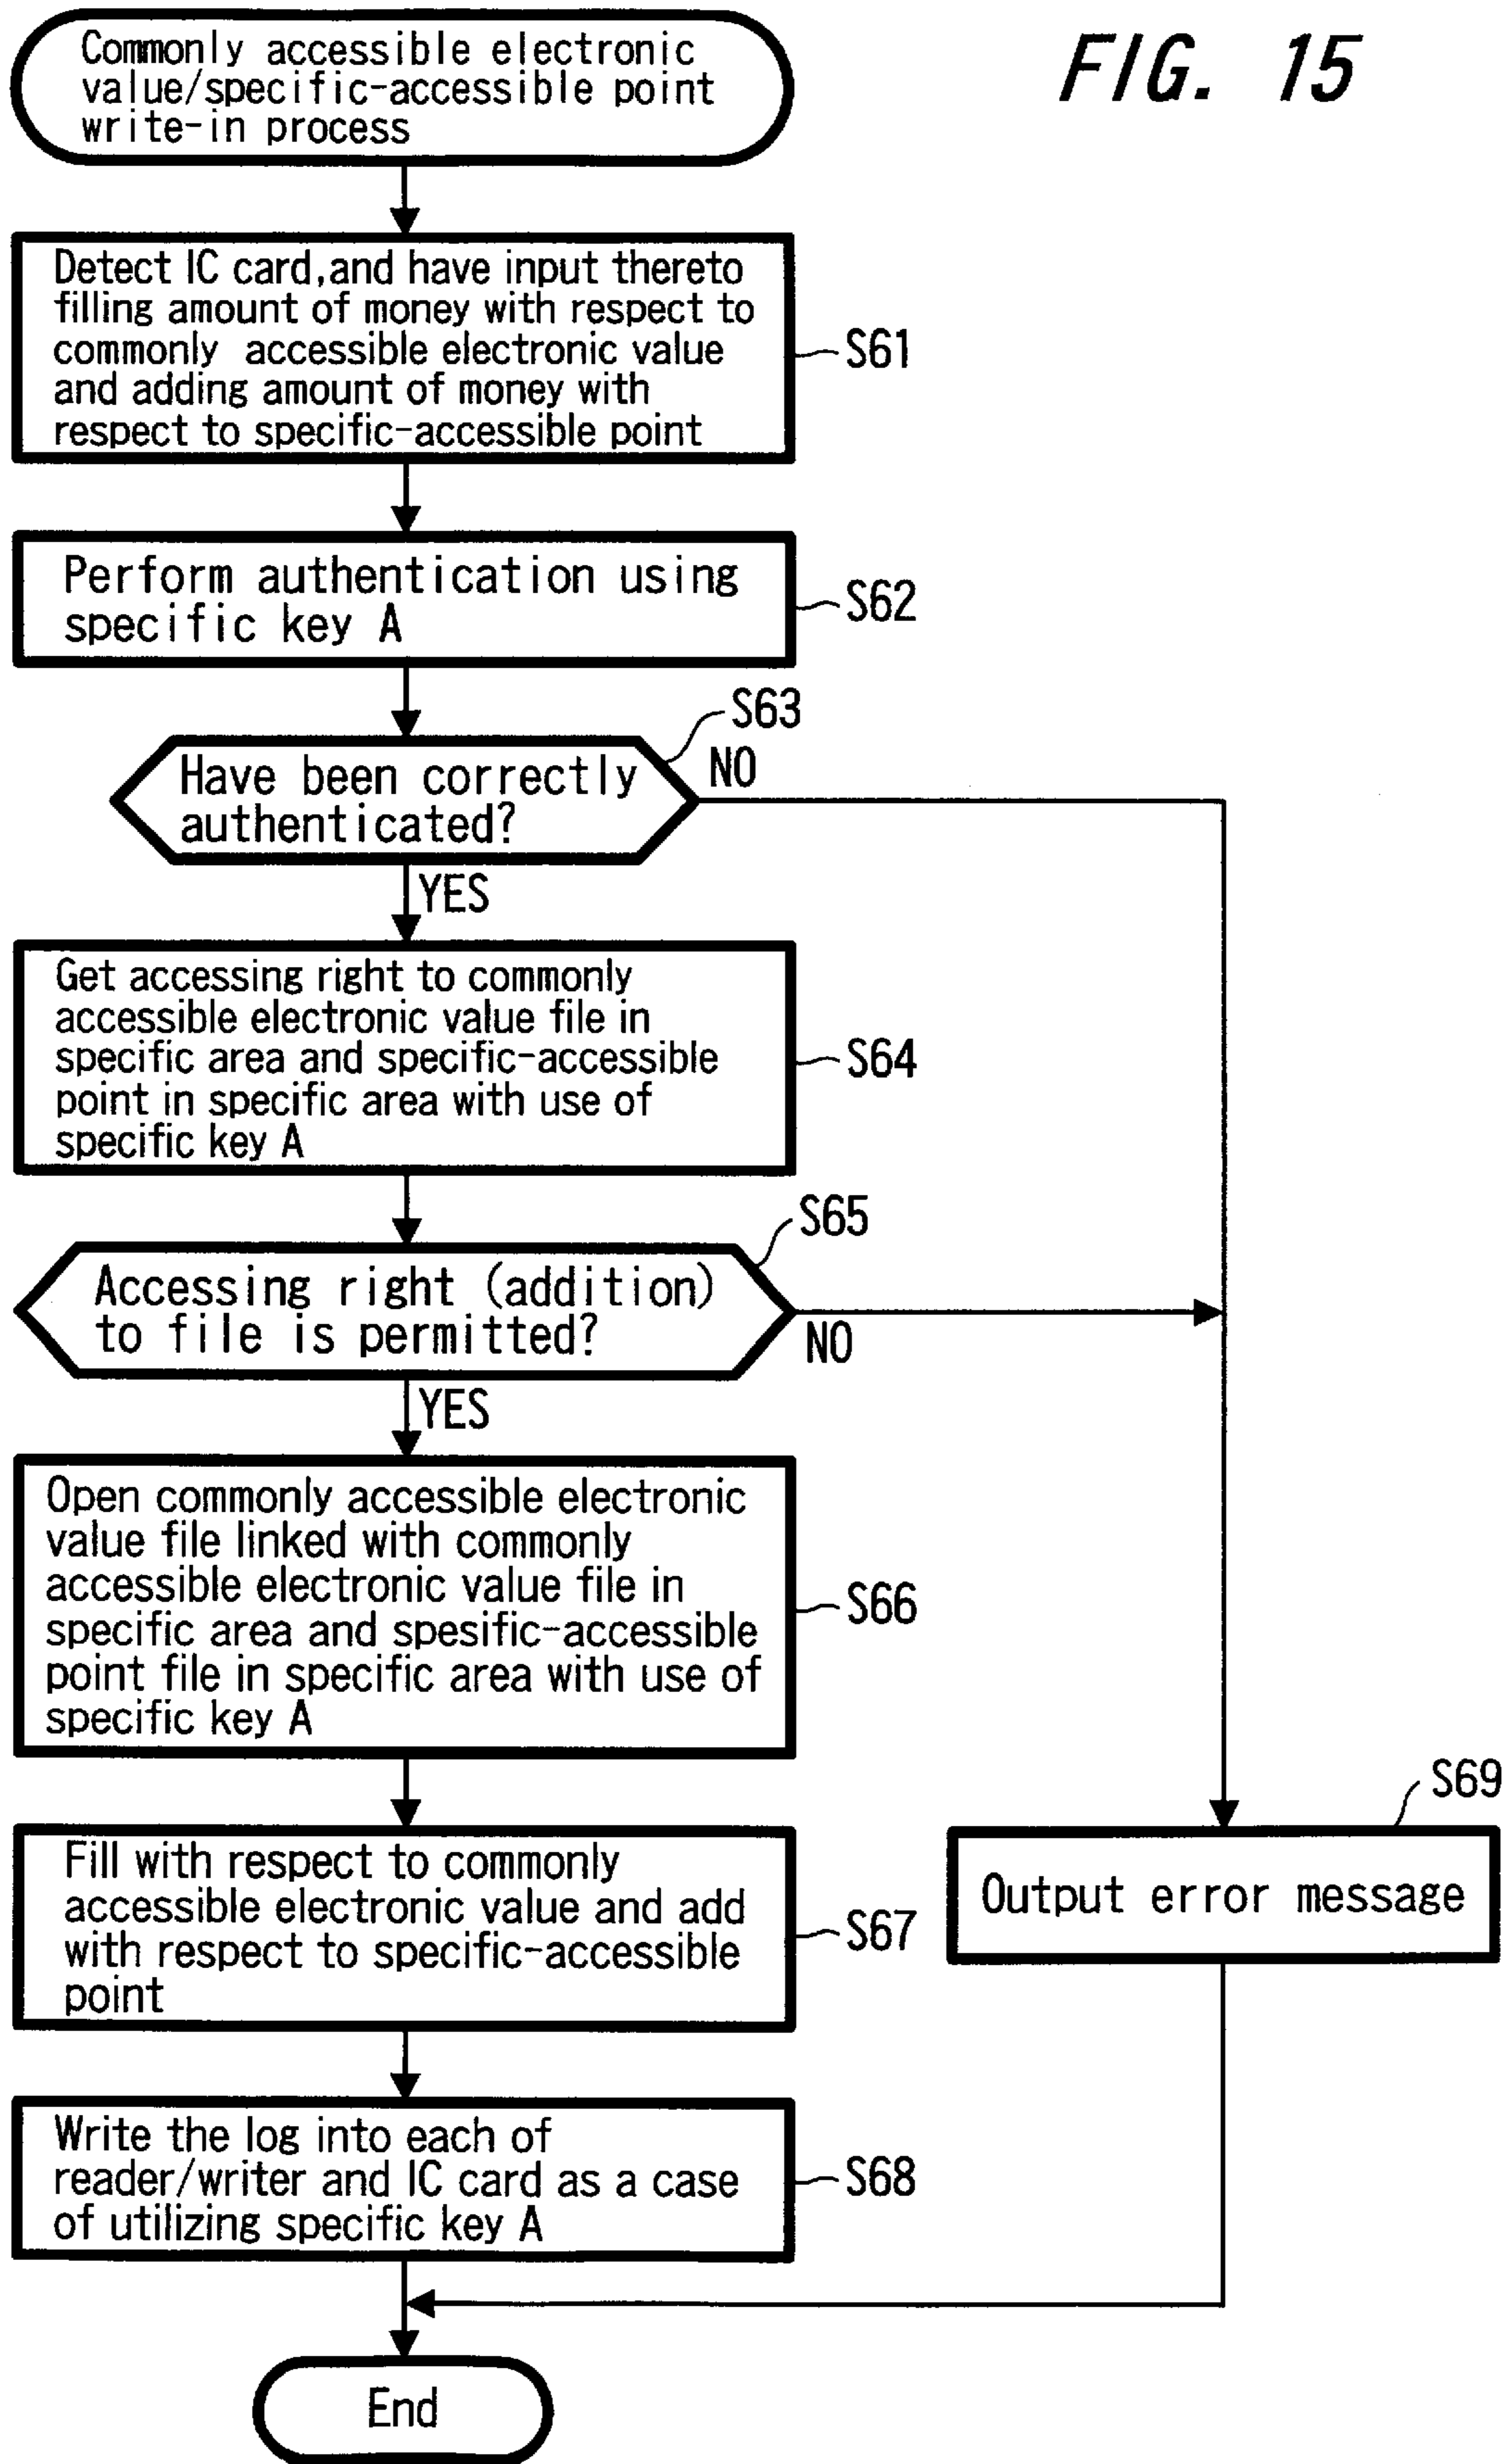 FIG. 15
Commonly accessible electronic
value/specific-accessible point
write-in process
Detect IC card,and have input thereto
filling amount of money with respect to
commonly accessible electronic value
and adding amount of money with
respect to specific-accessible point
S61
Perform authentication using
specific key A
S62
S63
Have been correctly
authenticated?
NO
YES
Get accessing right to commonly
accessible electronic value file in
specific area and specific-accessible
point in specific area with use of
specific key A
S64
S65
Accessing right (addition)
to file is permitted?
NO
YES
Open commonly accessible electronic
value file linked with commonly
accessible electronic value file in
specific area and spesific-accessible
point file in specific area with use of
specific key A
S66
Fill with respect to commonly
accessible electronic value and add
with respect to specific-accessible
point
S67
S69
Output error message
Write the log into each of
reader/writer and IC card as a case
of utilizing specific key A
S68
End